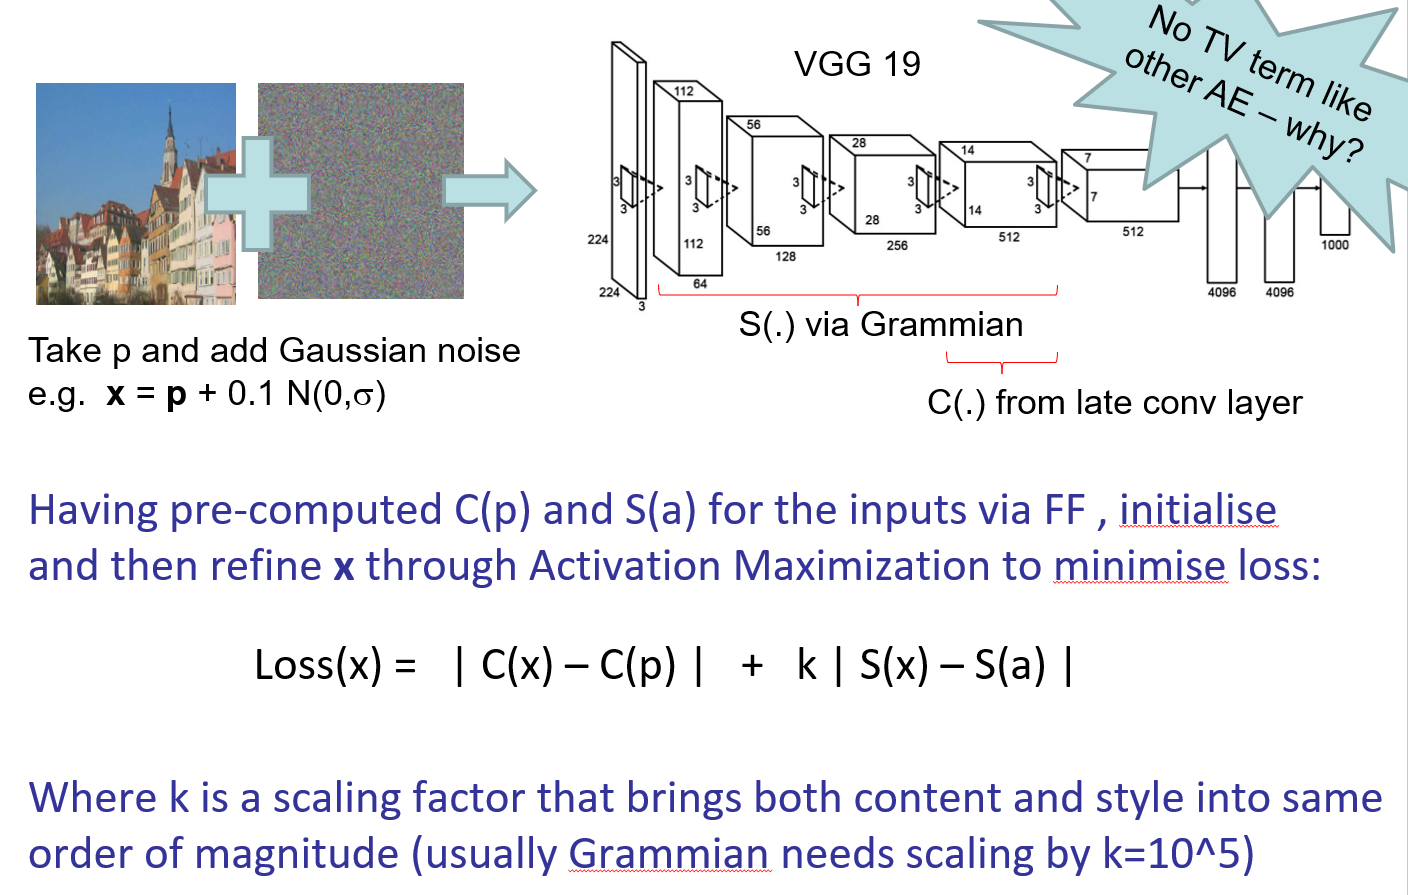 No TV term like
other AE – why?
VGG 19
112
56
28
14
7
3
3
3
3
3
3
3
3
3
3
7
14
28
56
112
224
224
3
64
128
256
512
512
4096
4096
1000
S(.) via Grammian
C(.) from late conv layer
Take p and add Gaussian noise
e.g. x = p + 0.1 N(0,σ)
Having pre-computed C(p) and S(a) for the inputs via FF , initialise
and then refine x through Activation Maximization to minimise loss:
Loss(x) = | C(x) – C(p) | + k | S(x) – S(a) |
Where k is a scaling factor that brings both content and style into same
order of magnitude (usually Grammian needs scaling by k=10^5)